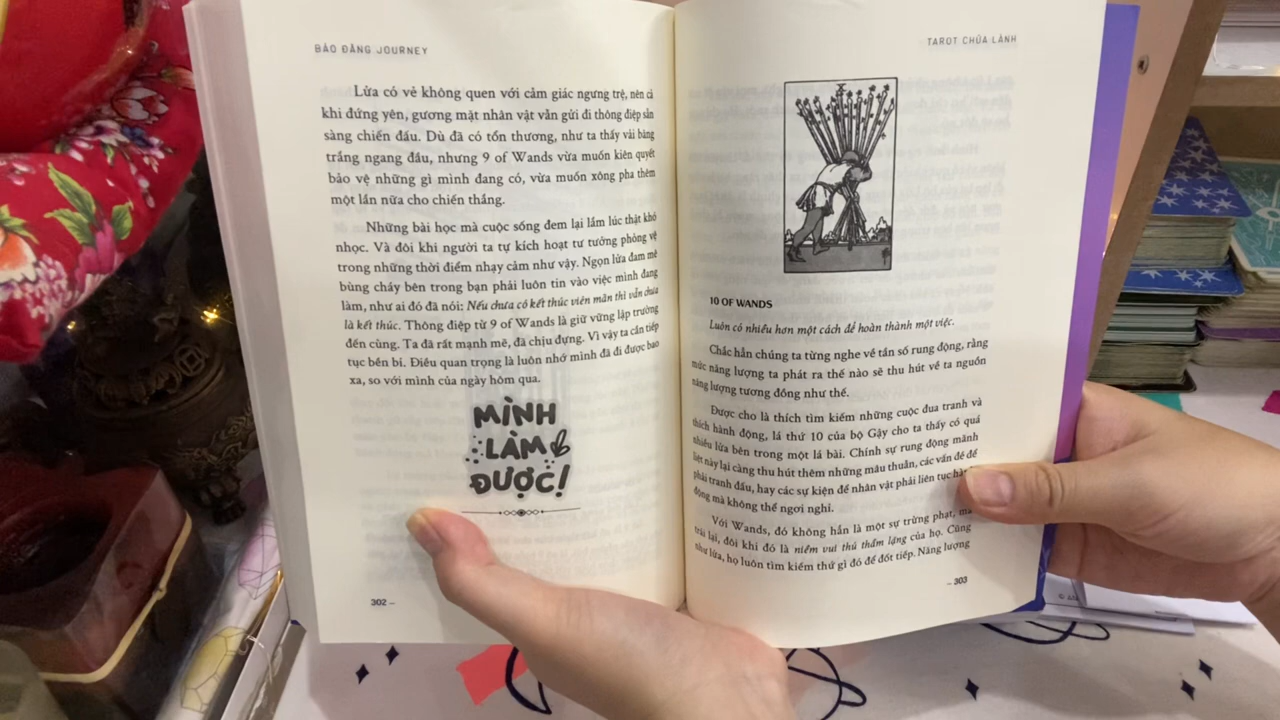 BẢO ĐĂNG JOURNEY
Lửa có vẻ không quen với cảm giác ngưng trệ, nên cả
khi đứng yên, gương mặt nhân vật vẫn gửi đi thông điệp sẵn
sàng chiến đấu. Dù đã có tổn thương, như ta thấy vải băng
trắng ngang đầu, nhưng 9 of Wands vừa muốn kiên quyết
bảo vệ những gì mình đang có, vừa muốn xông pha thêm
một lần nữa cho chiến thắng.
Những bài học mà cuộc sống đem lại lắm lúc thật khó
nhọc. Và đôi khi người ta tự kích hoạt tư tưởng phòng vệ
trong những thời điểm nhạy cảm như vậy. Ngọn lửa đam mê
bùng cháy bên trong bạn phải luôn tin vào việc mình đang
làm, như ai đó đã nói: Nếu chưa có kết thúc viên mãn thì vẫn chưa
là kết thúc. Thông điệp từ 9 of Wands là giữ vững lập trường
đến cùng. Ta đã rất mạnh mẽ, đã chịu đựng. Vì vậy ta cần tiếp
tục bền bỉ. Điều quan trọng là luôn nhớ mình đã đi được bao
xa, so với mình của ngày hôm qua.
MÌNH
LÀM
ĐƯỢC!
302 –
TAROT CHỮA LÀNH
X
10 OF WANDS
Luôn có nhiều hơn một cách để hoàn thành một việc.
Chắc hẳn chúng ta từng nghe về tần số rung động, rằng
mức năng lượng ta phát ra thế nào sẽ thu hút về ta nguồn
năng lượng tương đồng như thế.
Được cho là thích tìm kiếm những cuộc đua tranh và
thích hành động, lá thứ 10 của bộ Gậy cho ta thấy có quá
nhiều lửa bên trong một lá bài. Chính sự rung động mãnh
liệt này lại càng thu hút thêm những mâu thuẫn, các vấn đề để
phải tranh đấu, hay các sự kiện để nhân vật phải liên tục hành
động mà không thể ngơi nghỉ.
Với Wands, đó không hẳn là một sự trừng phạt, mà
trái lại, đôi khi đó là niềm vui thú thầm lặng của họ. Cũng
như lửa, họ luôn tìm kiếm thứ gì đó để đốt tiếp. Năng lượng
– 303